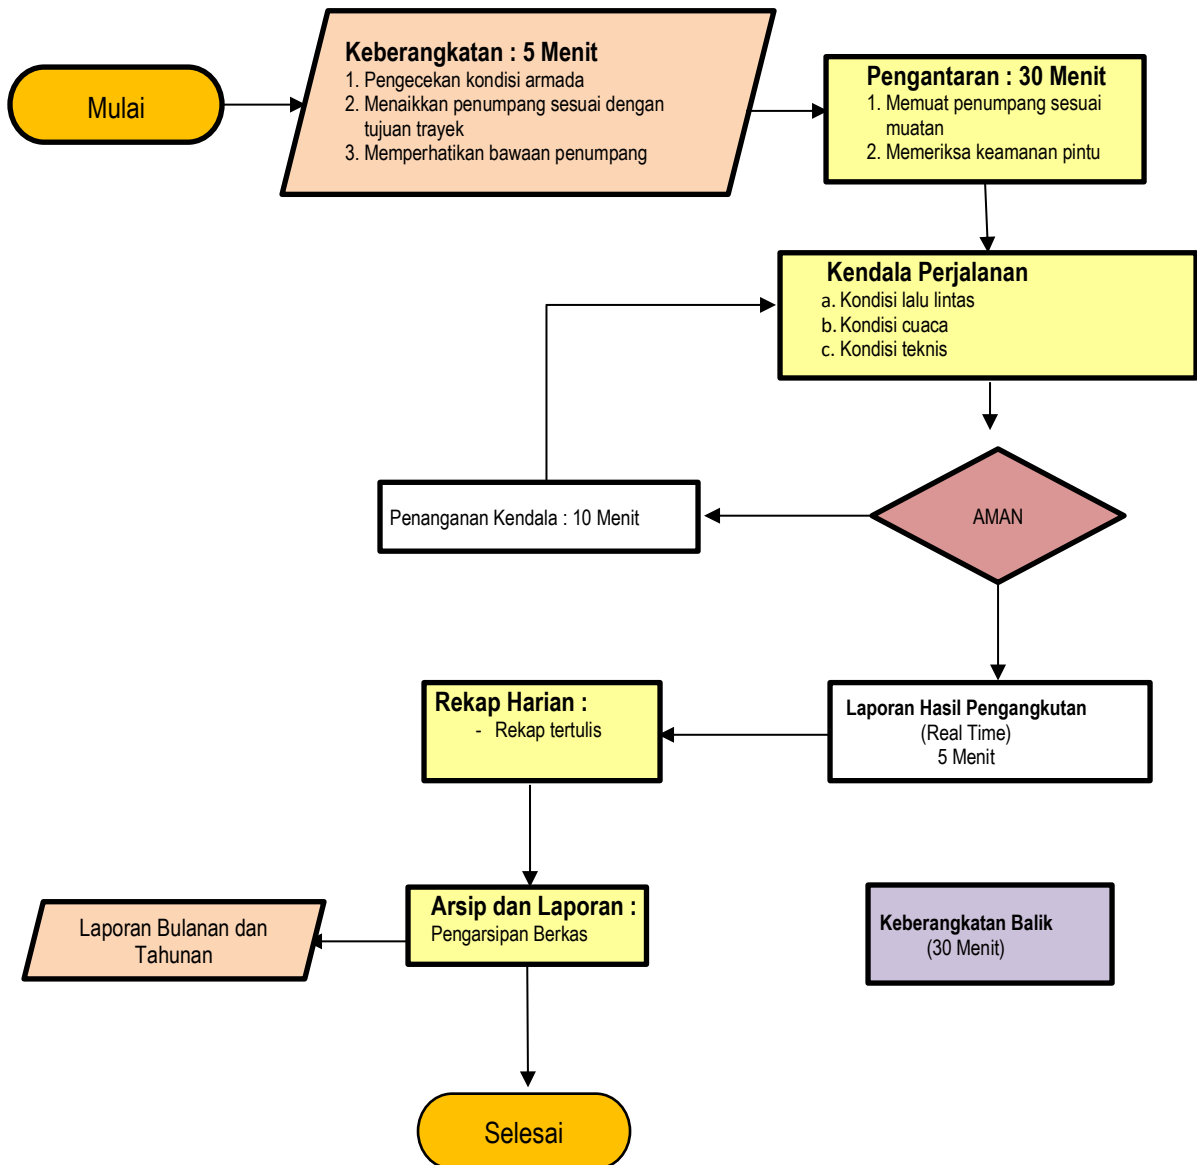 Mulai
Keberangkatan : 5 Menit
1. Pengecekan kondisi armada
2. Menaikkan penumpang sesuai dengan
tujuan trayek
3. Memperhatikan bawaan penumpang
Pengantaran : 30 Menit
1. Memuat penumpang sesuai
muatan
2. Memeriksa keamanan pintu
Kendala Perjalanan
a. Kondisi lalu lintas
b. Kondisi cuaca
c. Kondisi teknis
AMAN
Penanganan Kendala : 10 Menit
Laporan Hasil Pengangkutan
(Real Time)
5 Menit
Rekap Harian :
- Rekap tertulis
Arsip dan Laporan :
Pengarsipan Berkas
Laporan Bulanan dan
Tahunan
Keberangkatan Balik
(30 Menit)
Selesai